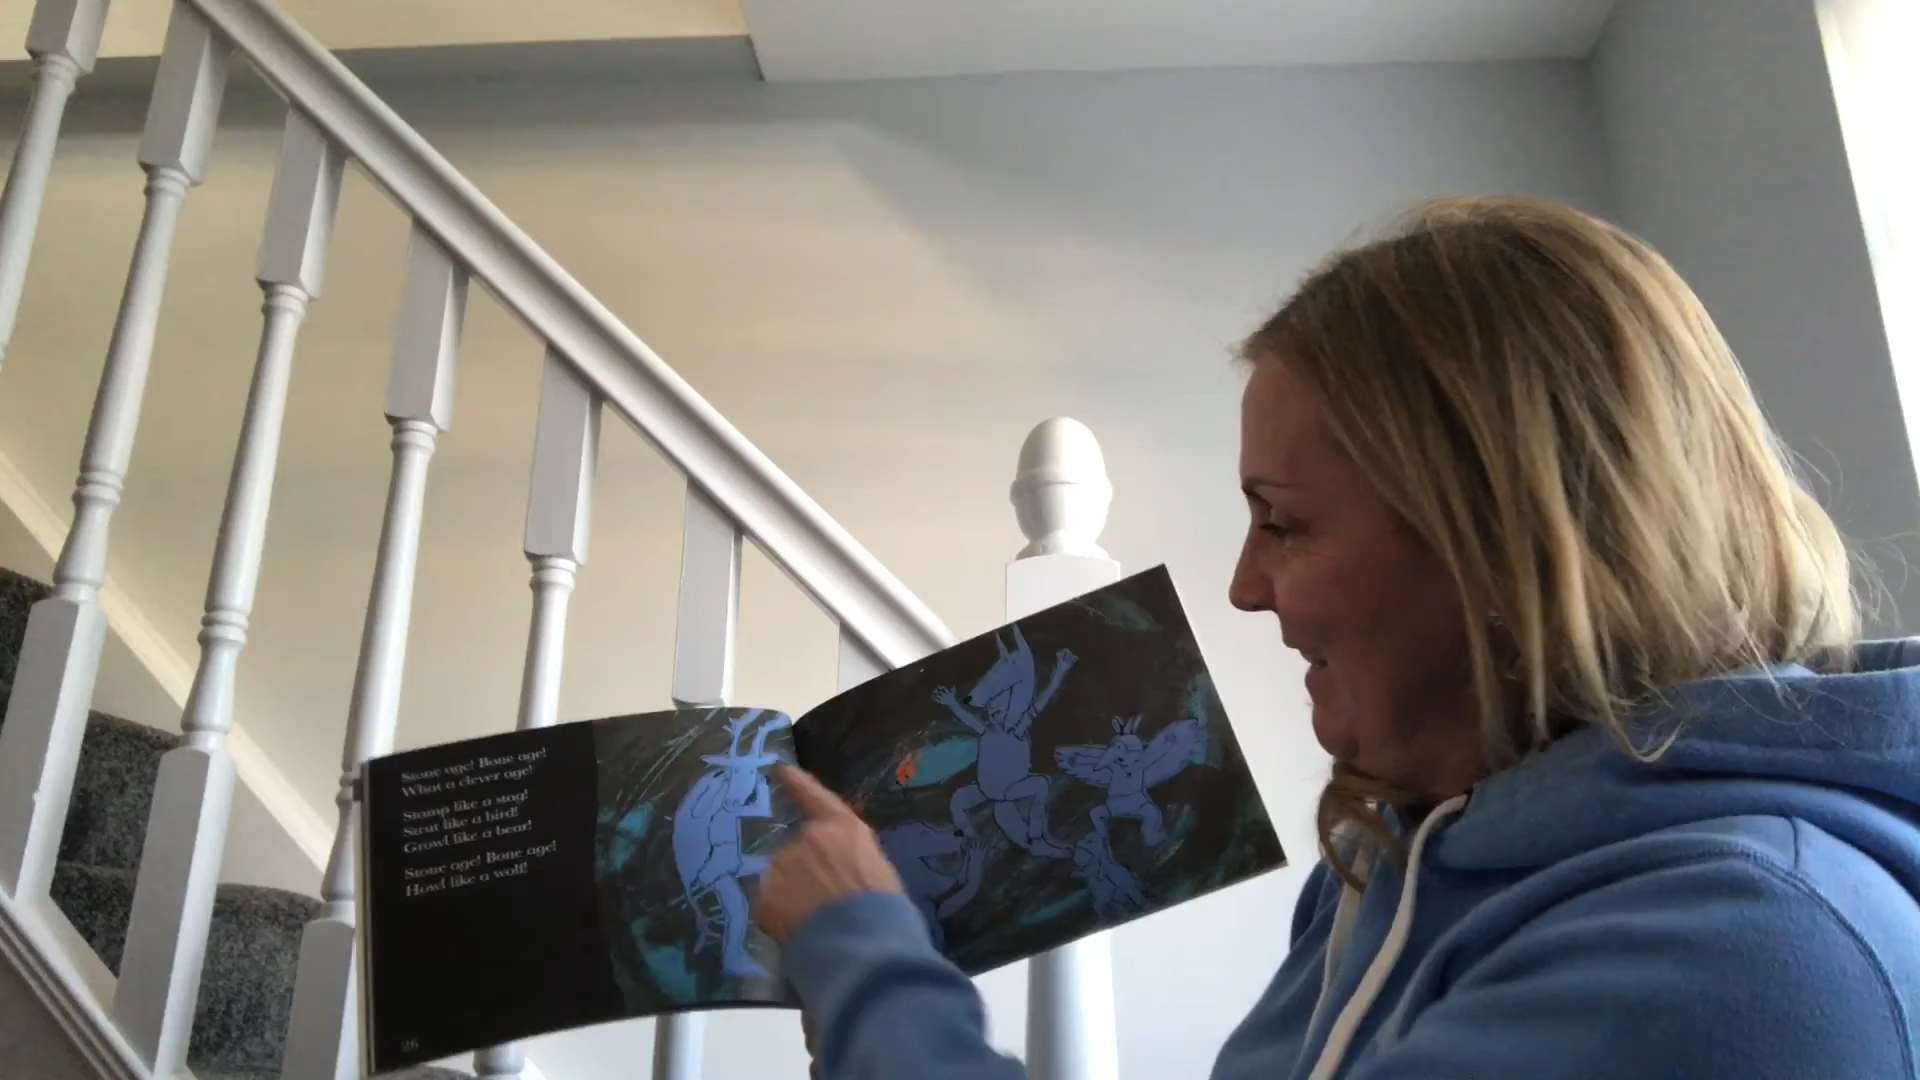 Stone age! Bone age!
What a clever age!
Stomp like a stag!
Strut like a bird!
Growl like a bear!
Stone age! Bone age!
Howl like a wolf!
26